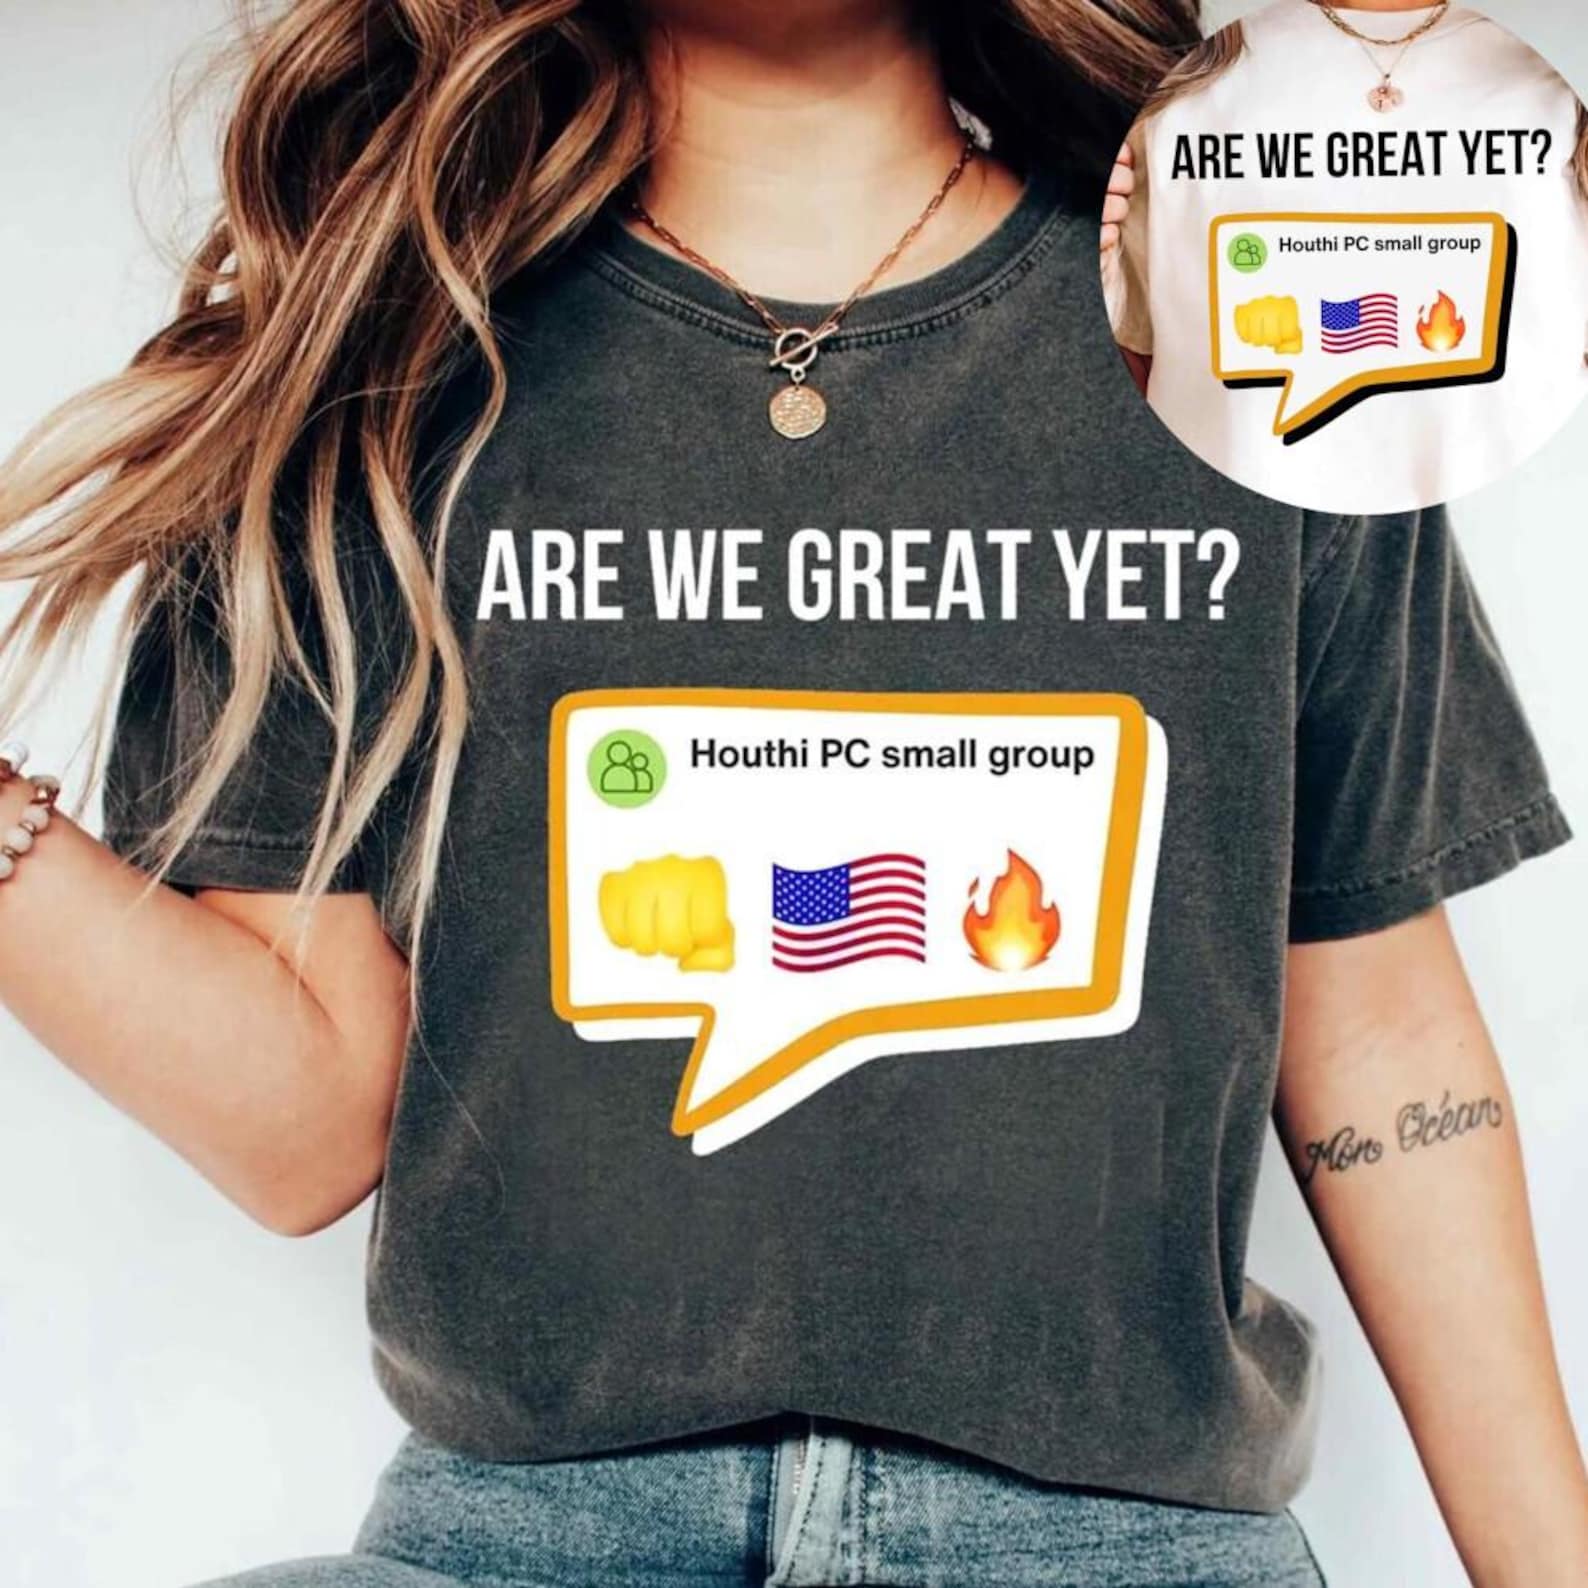 ARE WE GREAT YET?
Houthi PC small group
👊 🇺🇸 🔥
Mon Océan
ARE WE GREAT YET?
Houthi PC small group
👊 🇺🇸 🔥